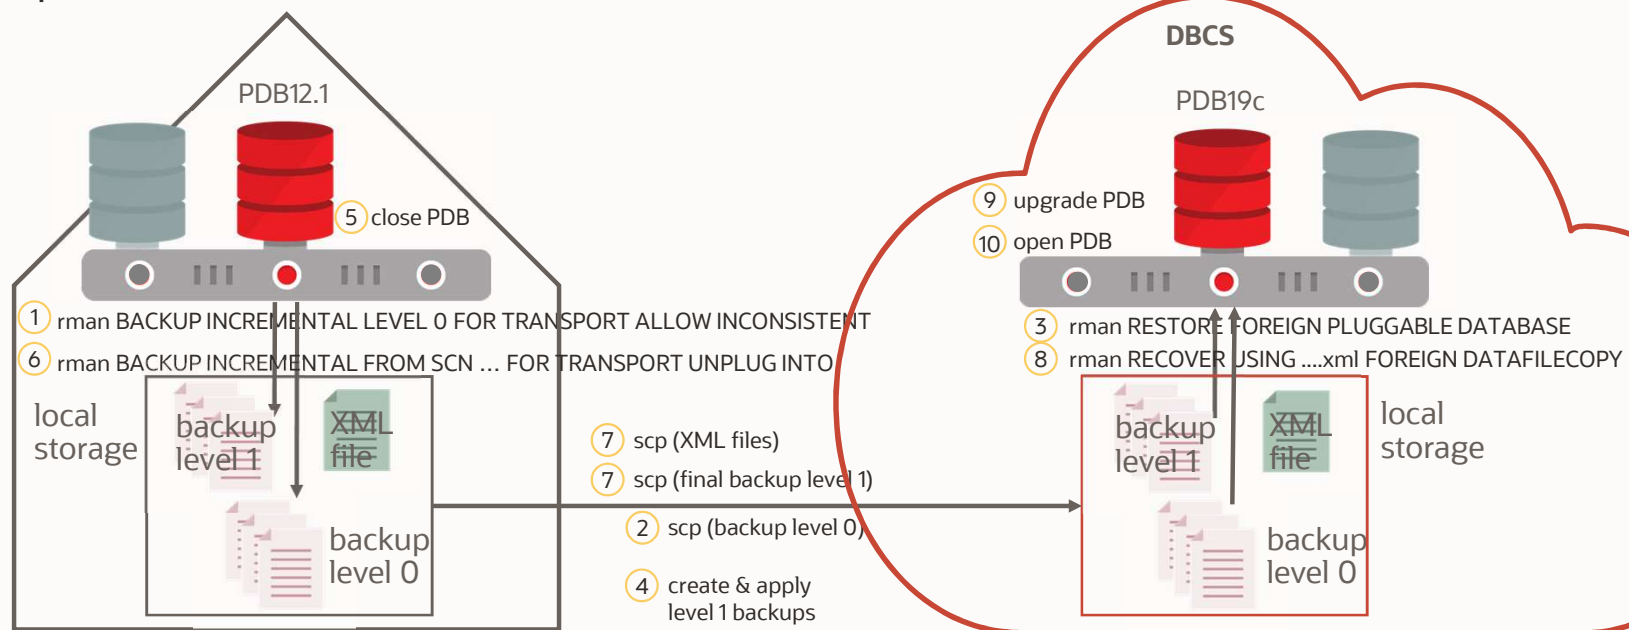 DBCS
PDB12.1
PDB19c
5 close PDB
9 upgrade PDB
10 open PDB
1 rman BACKUP INCREMENTAL LEVEL 0 FOR TRANSPORT ALLOW INCONSISTENT
6 rman BACKUP INCREMENTAL FROM SCN ... FOR TRANSPORT UNPLUG INTO
3 rman RESTORE FOREIGN PLUGGABLE DATABASE
8 rman RECOVER USING ....xml FOREIGN DATAFILECOPY
local
storage
backup
level 1
XML
file
backup
level 0
7 scp (XML files)
7 scp (final backup level 1)
2 scp (backup level 0)
4 create & apply
level 1 backups
backup
level 1
XML
file
local
storage
backup
level 0